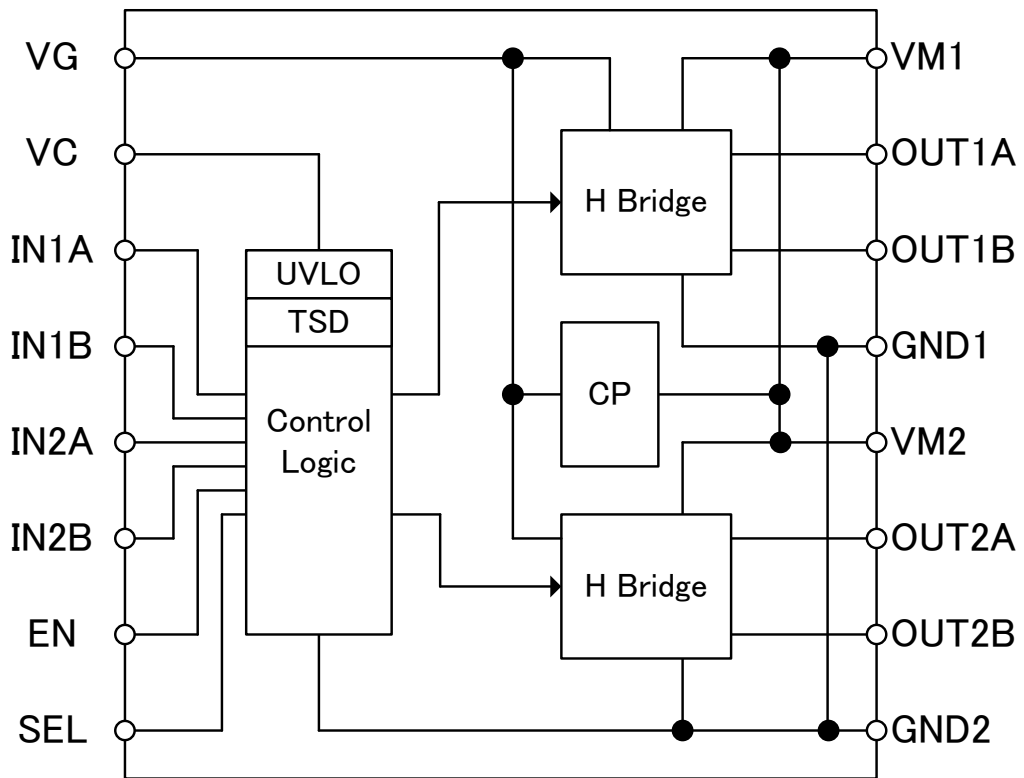 VG
VC
IN1A
IN1B
IN2A
IN2B
EN
SEL
UVLO
TSD
Control
Logic
H Bridge
CP
H Bridge
VM1
OUT1A
OUT1B
GND1
VM2
OUT2A
OUT2B
GND2